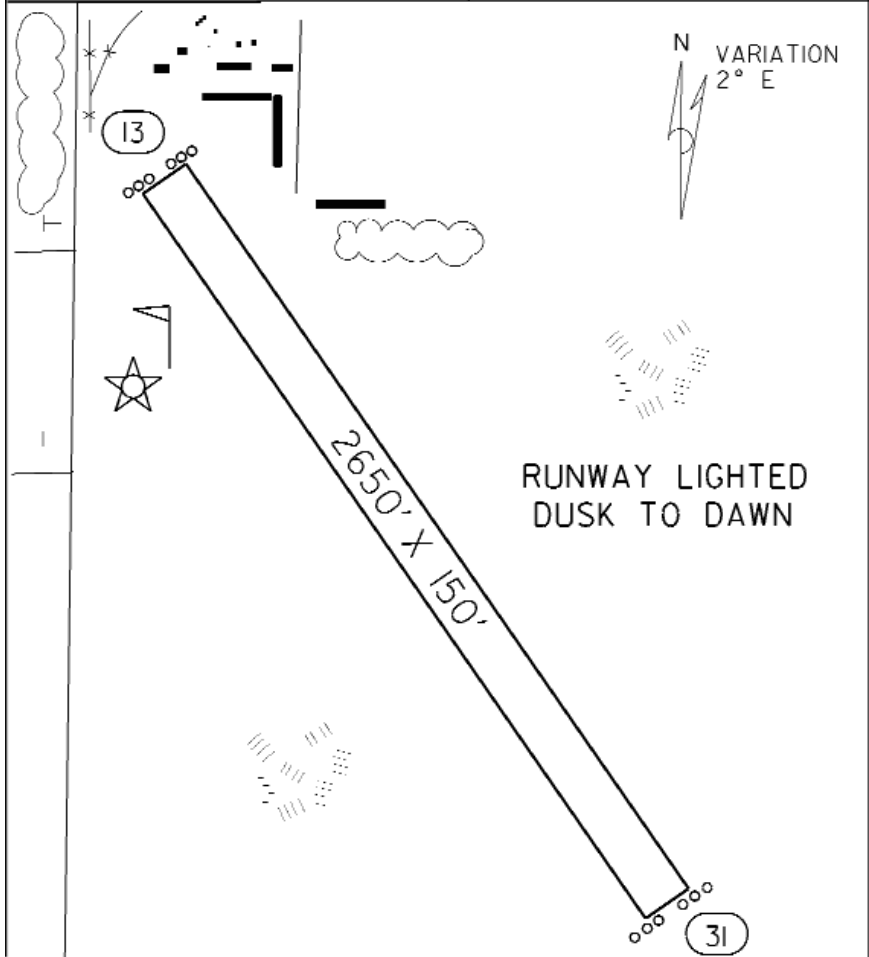 N
VARIATION
2° E
13
T
2650' X 150'
RUNWAY LIGHTED
DUSK TO DAWN
31